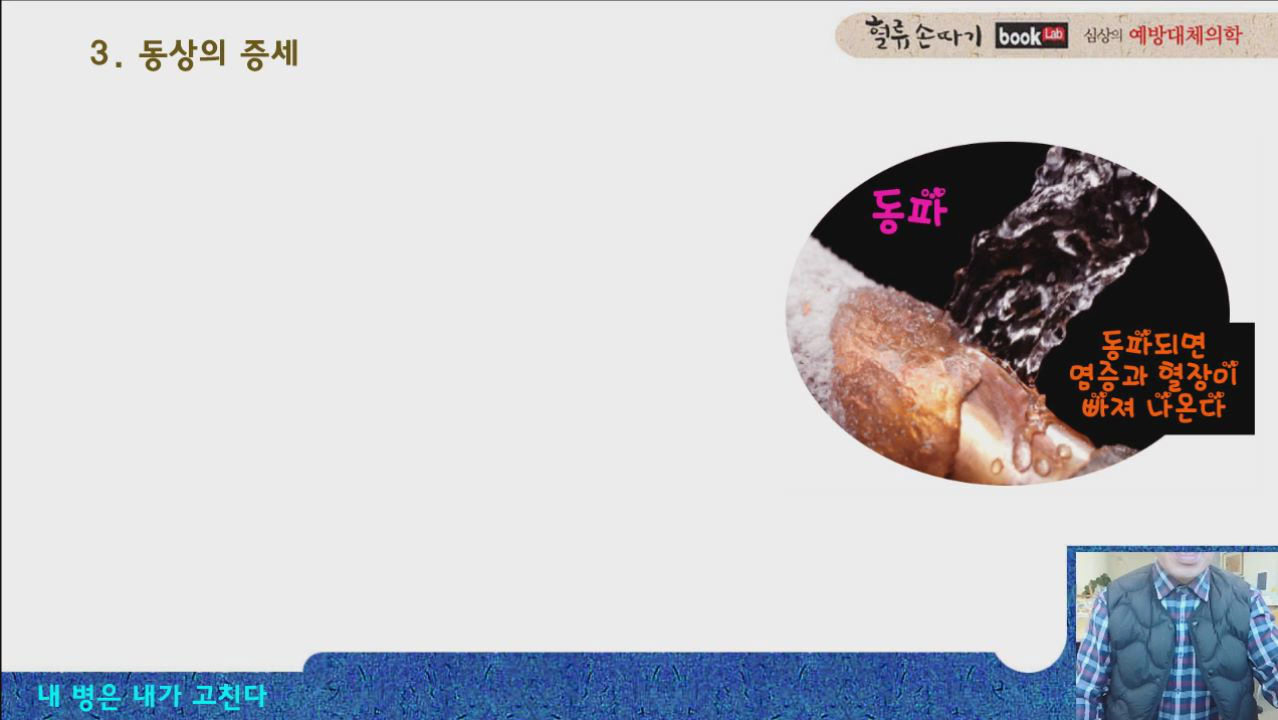 3. 동상의 증세
혈류 손따기 book Lab 심상의 예방대체의학
동파
동파되면
염증과 혈장이
빠져 나온다
내 병은 내가 고친다